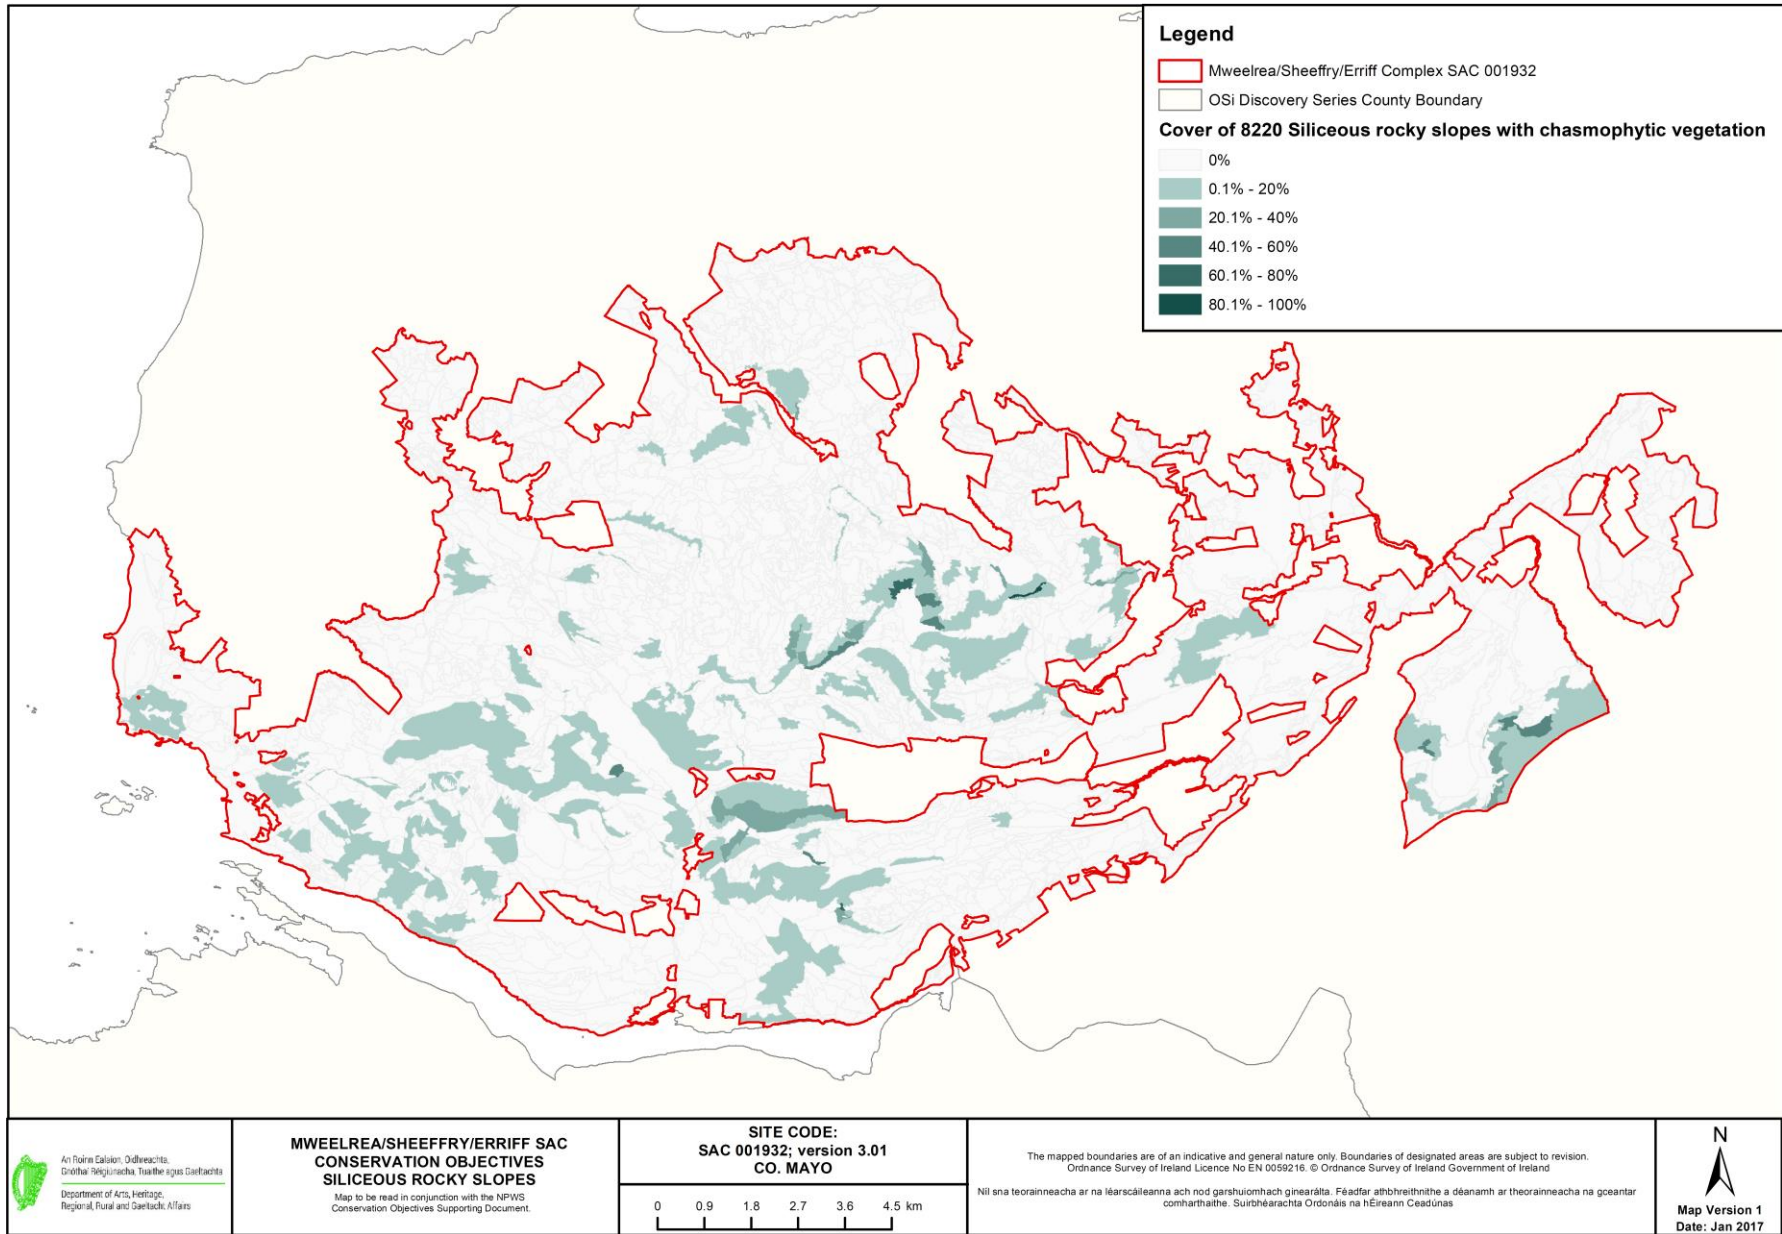 Legend
Mweelrea/Sheeffry/Erriff Complex SAC 001932
OSi Discovery Series County Boundary
Cover of 8220 Siliceous rocky slopes with chasmophytic vegetation
0%
0.1% - 20%
20.1% - 40%
40.1% - 60%
60.1% - 80%
80.1% - 100%
An Roinn Ealaíon, Oidhreachta,
Gnóthaí Réigiúnacha, Tuaithe agus Gaeltachta
Department of Arts, Heritage,
Regional, Rural and Gaeltacht Affairs
MWEELREA/SHEEFFRY/ERRIFF SAC
CONSERVATION OBJECTIVES
SILICEOUS ROCKY SLOPES
Map to be read in conjunction with the NPWS
Conservation Objectives Supporting Document.
SITE CODE:
SAC 001932; version 3.01
CO. MAYO
0 0.9 1.8 2.7 3.6 4.5 km
The mapped boundaries are of an indicative and general nature only. Boundaries of designated areas are subject to revision.
Ordnance Survey of Ireland Licence No EN 0059216. © Ordnance Survey of Ireland Government of Ireland
Níl sna teorainneacha ar na léarscáileanna ach nod garshuiomhach ginearálta. Féadfar athbhreithnithe a déanamh ar theorainneacha na gceantar
comharthaithe. Suirbhéarachta Ordonáis na hÉireann Ceadúnas
N
Map Version 1
Date: Jan 2017